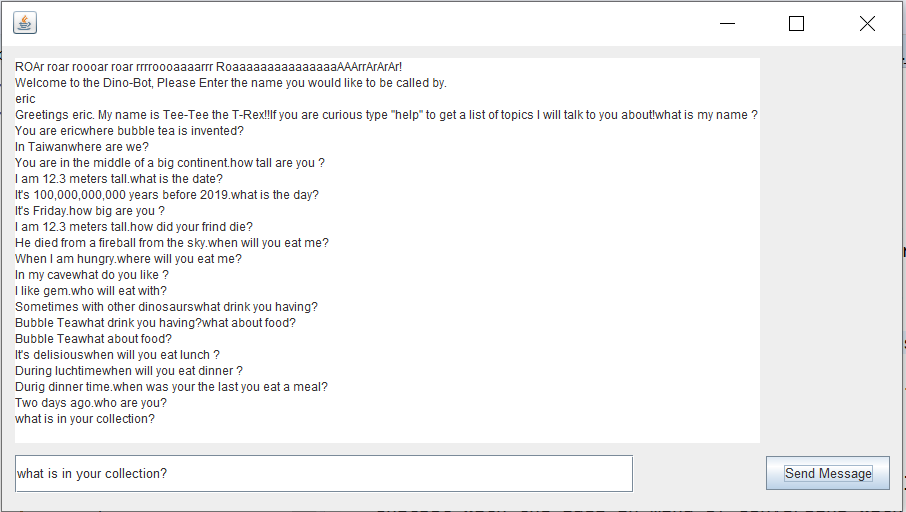 ROAr roar roooar roar rrrroooaaaarrr RoaaaaaaaaaaaaaaaAAArrArArAr!
Welcome to the Dino-Bot, Please Enter the name you would like to be called by.
eric
Greetings eric. My name is Tee-Tee the T-Rex!!If you are curious type "help" to get a list of topics I will talk to you about!what is my name ?
You are ericwhere bubble tea is invented?
In Taiwanwhere are we?
You are in the middle of a big continent.how tall are you ?
I am 12.3 meters tall.what is the date?
It's 100,000,000,000 years before 2019.what is the day?
It's Friday.how big are you ?
I am 12.3 meters tall.how did your frind die?
He died from a fireball from the sky.when will you eat me?
When I am hungry.where will you eat me?
In my cavewhat do you like ?
I like gem.who will eat with?
Sometimes with other dinosaurswhat drink you having?
Bubble Teawhat drink you having?what about food?
Bubble Teawhat about food?
It's delisiouswhen will you eat lunch ?
During luchtimewhen will you eat dinner ?
Durig dinner time.when was your the last you eat a meal?
Two days ago.who are you?
what is in your collection?
what is in your collection?
Send Message